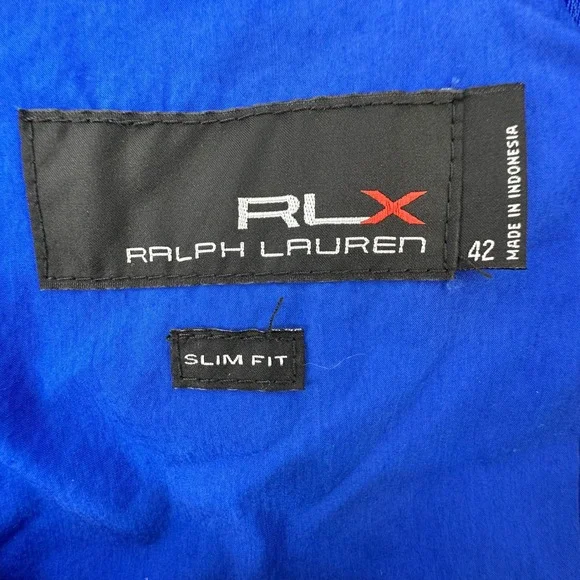 RLX
RALPH LAUREN
42
MADE IN INDONESIA
SLIM FIT